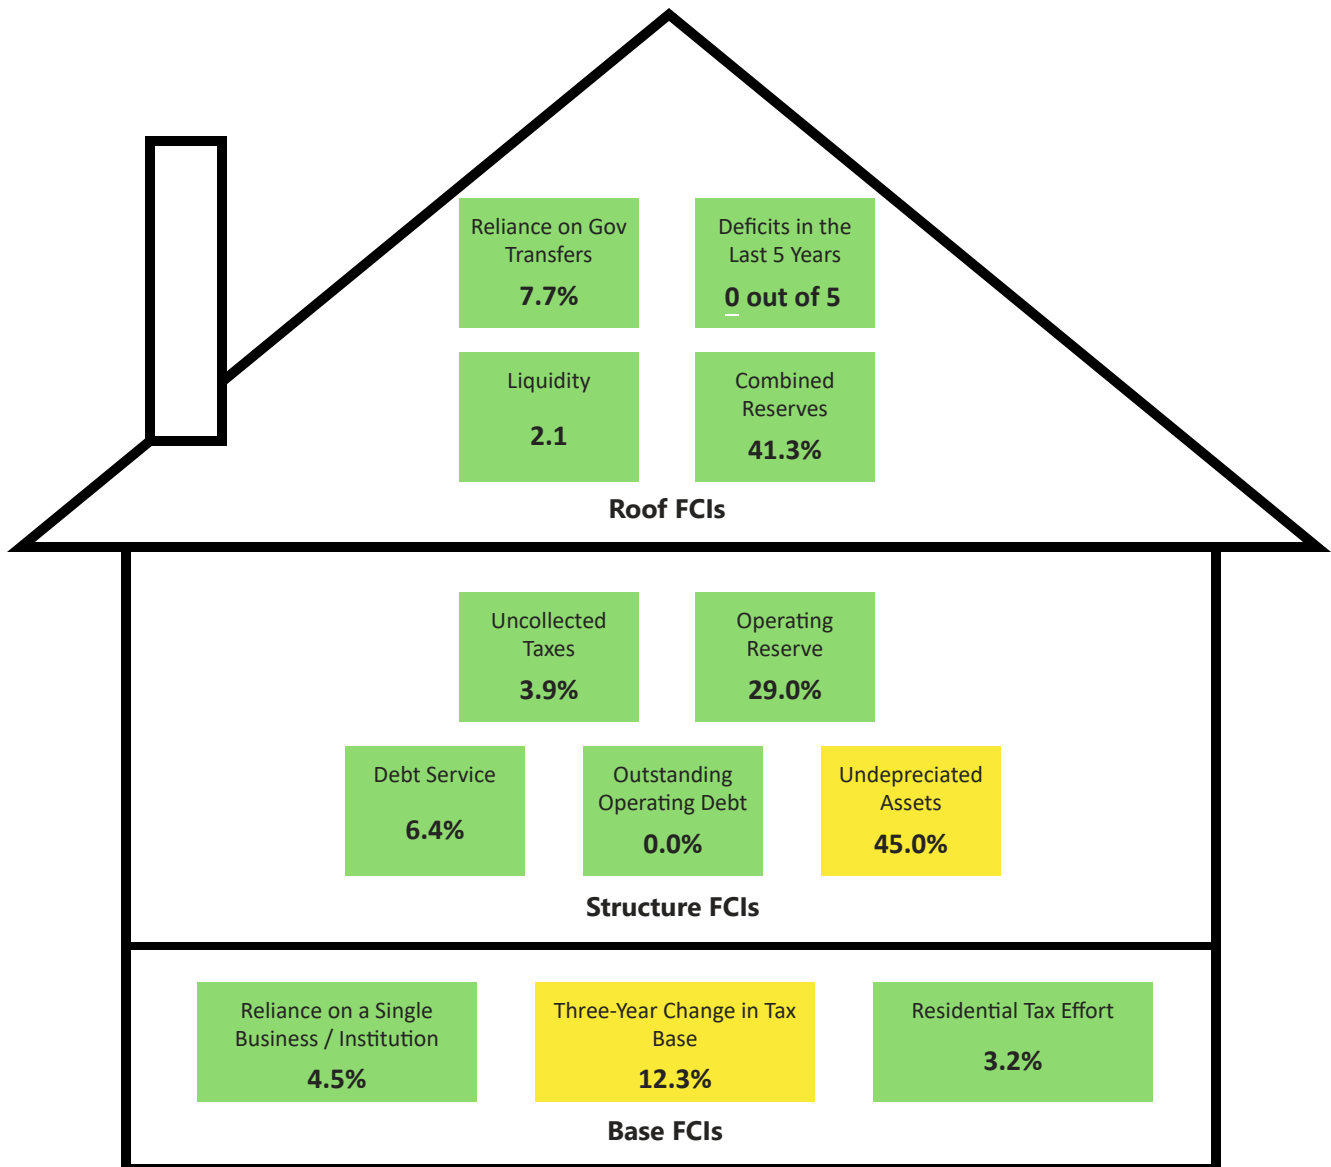 Reliance on Gov
Transfers
7.7%
Deficits in the
Last 5 Years
0 out of 5
Liquidity
2.1
Combined
Reserves
41.3%
Roof FCIs
Uncollected
Taxes
3.9%
Operating
Reserve
29.0%
Debt Service
6.4%
Outstanding
Operating Debt
0.0%
Undepreciated
Assets
45.0%
Structure FCIs
Reliance on a Single
Business / Institution
4.5%
Three-Year Change in Tax
Base
12.3%
Residential Tax Effort
3.2%
Base FCIs